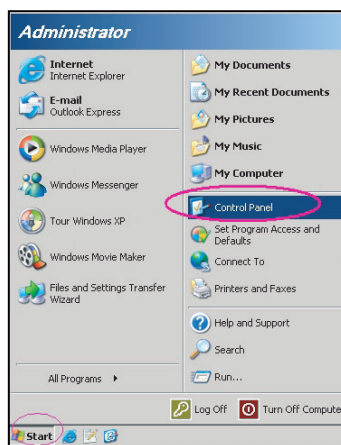 Administrator
Internet
Internet Explorer
E-mail
Outlook Express
Windows Media Player
Windows Messenger
Tour Windows XP
Windows Movie Maker
Files and Settings Transfer
Wizard
All Programs
My Documents
My Recent Documents
My Pictures
My Music
My Computer
Control Panel
Set Program Access and
Defaults
Connect To
Printers and Faxes
Help and Support
Search
Run...
Log Off
Turn Off Compute
Start